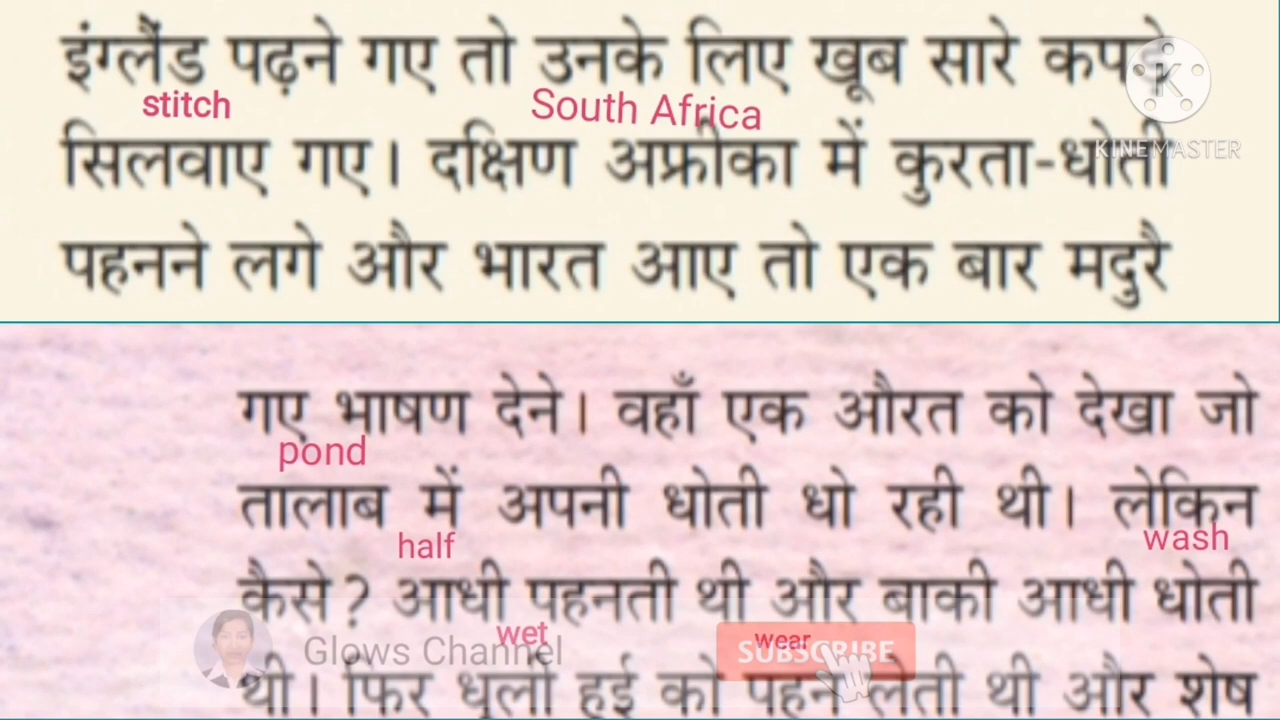 इंग्लैंड पढ़ने गए तो उनके लिए खूब सारे कपड़े
stitch
South Africa
KINEMASTER
सिलवाए गए। दक्षिण अफ्रीका में कुरता-धोती
पहनने लगे और भारत आए तो एक बार मदुरै
गए भाषण देने। वहाँ एक औरत को देखा जो
pond
तालाब में अपनी धोती धो रही थी। लेकिन
half
wash
कैसे? आधी पहनती थी और बाकी आधी धोती
Glows Channel
wet
wear
SUBSCRIBE
थी। फिर धुली हुई को पहन लेती थी और शेष